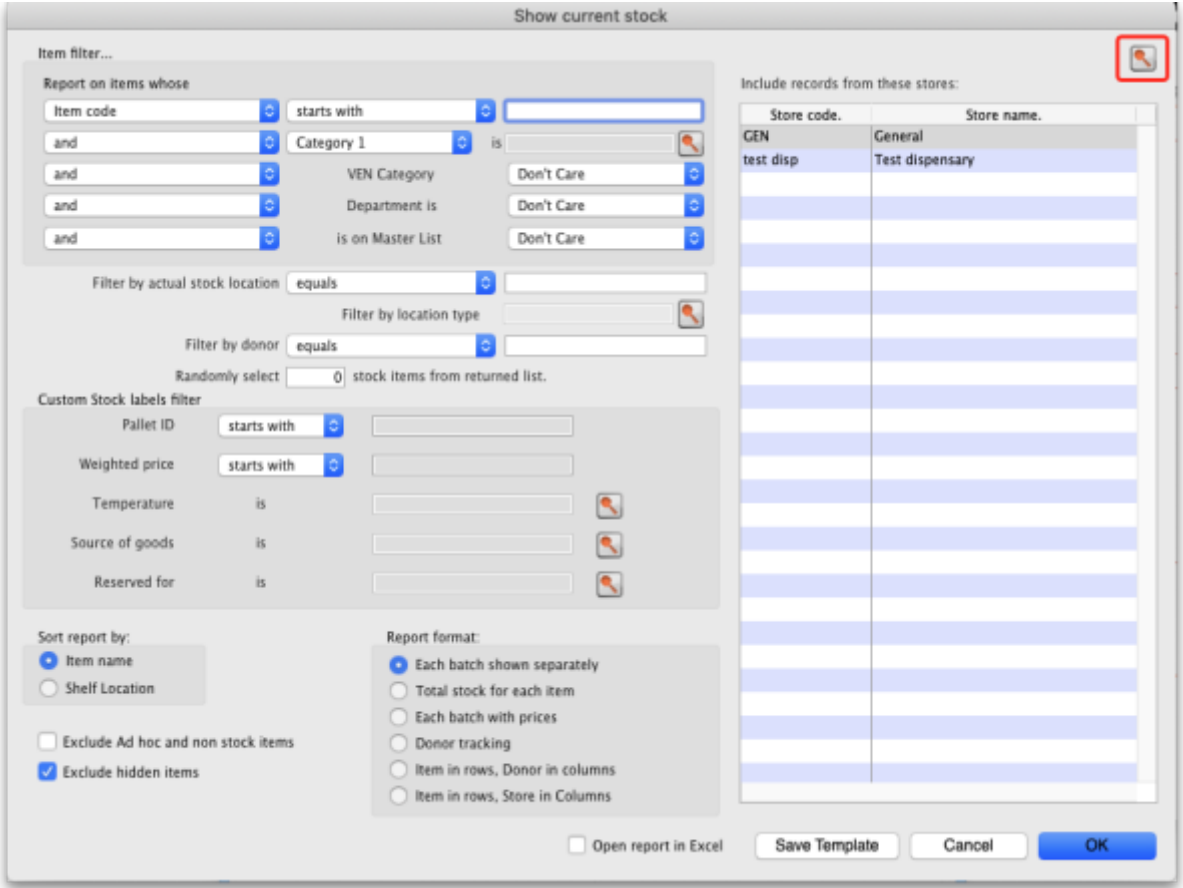 Show current stock
Item filter...
Report on items whose
Item code starts with
and Category 1 is
and VEN Category Don't Care
and Department is Don't Care
and is on Master List Don't Care
Filter by actual stock location equals
Filter by location type
Filter by donor equals
Randomly select 0 stock items from returned list.
Custom Stock labels filter
Pallet ID starts with
Weighted price starts with
Temperature is
Source of goods is
Reserved for is
Sort report by:
Item name
Shelf Location
Exclude Ad hoc and non stock items
Exclude hidden items
Report format:
Each batch shown separately
Total stock for each item
Each batch with prices
Donor tracking
Item in rows, Donor in columns
Item in rows, Store in Columns
Include records from these stores:
Store code. Store name.
GEN General
test disp Test dispensary
Open report in Excel Save Template Cancel OK